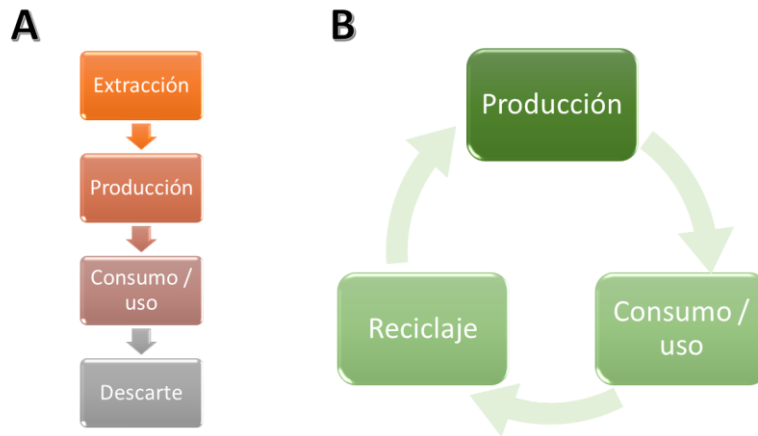 A
Extracción
Producción
Consumo /
uso
Descarte
B
Producción
Consumo /
uso
Reciclaje